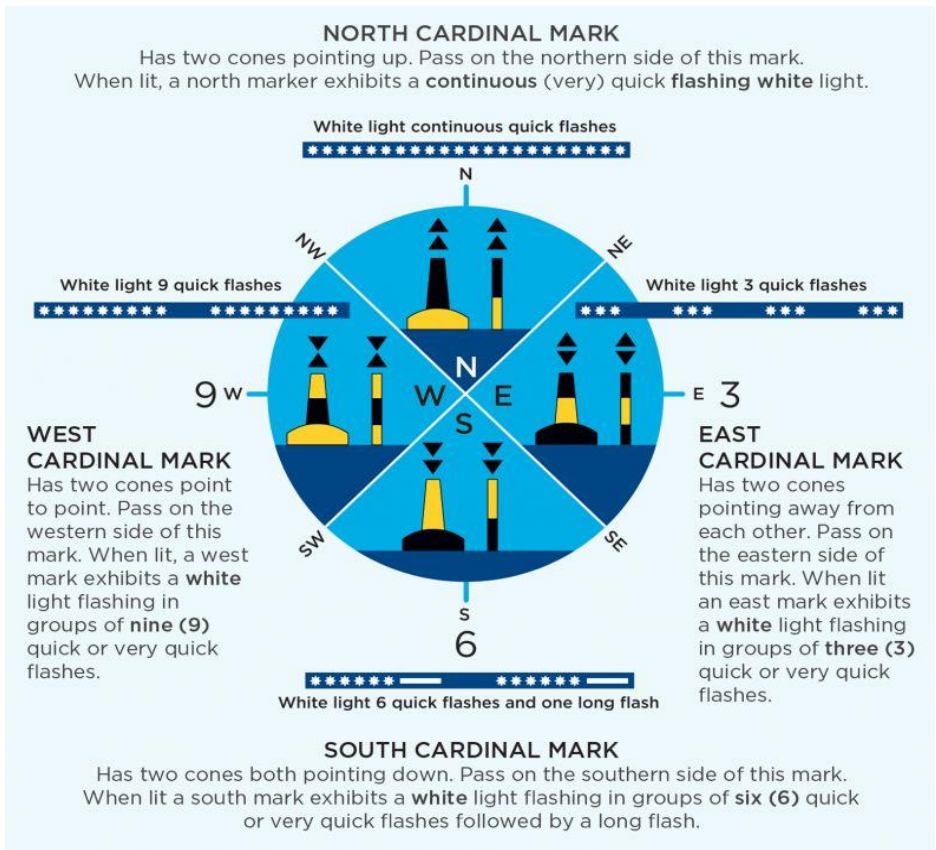 NORTH CARDINAL MARK
Has two cones pointing up. Pass on the northern side of this mark.
When lit, a north marker exhibits a continuous (very) quick flashing white light.
White light continuous quick flashes
N
NW
NE
White light 9 quick flashes
White light 3 quick flashes
N
W E
S
9 W
E 3
WEST
CARDINAL MARK
Has two cones point
to point. Pass on the
western side of this
mark. When lit, a west
mark exhibits a white
light flashing in
groups of nine (9)
quick or very quick
flashes.
EAST
CARDINAL MARK
Has two cones
pointing away from
each other. Pass on
the eastern side of
this mark. When lit
an east mark exhibits
a white light flashing
in groups of three (3)
quick or very quick
flashes.
SW
SE
S
6
White light 6 quick flashes and one long flash
SOUTH CARDINAL MARK
Has two cones both pointing down. Pass on the southern side of this mark.
When lit a south mark exhibits a white light flashing in groups of six (6) quick
or very quick flashes followed by a long flash.